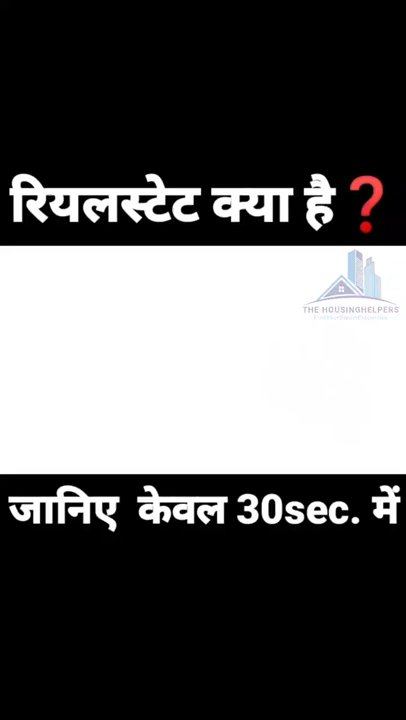 रियलस्टेट क्या है❓
THE HOUSINGHELPERS
जानिए केवल 30sec. में